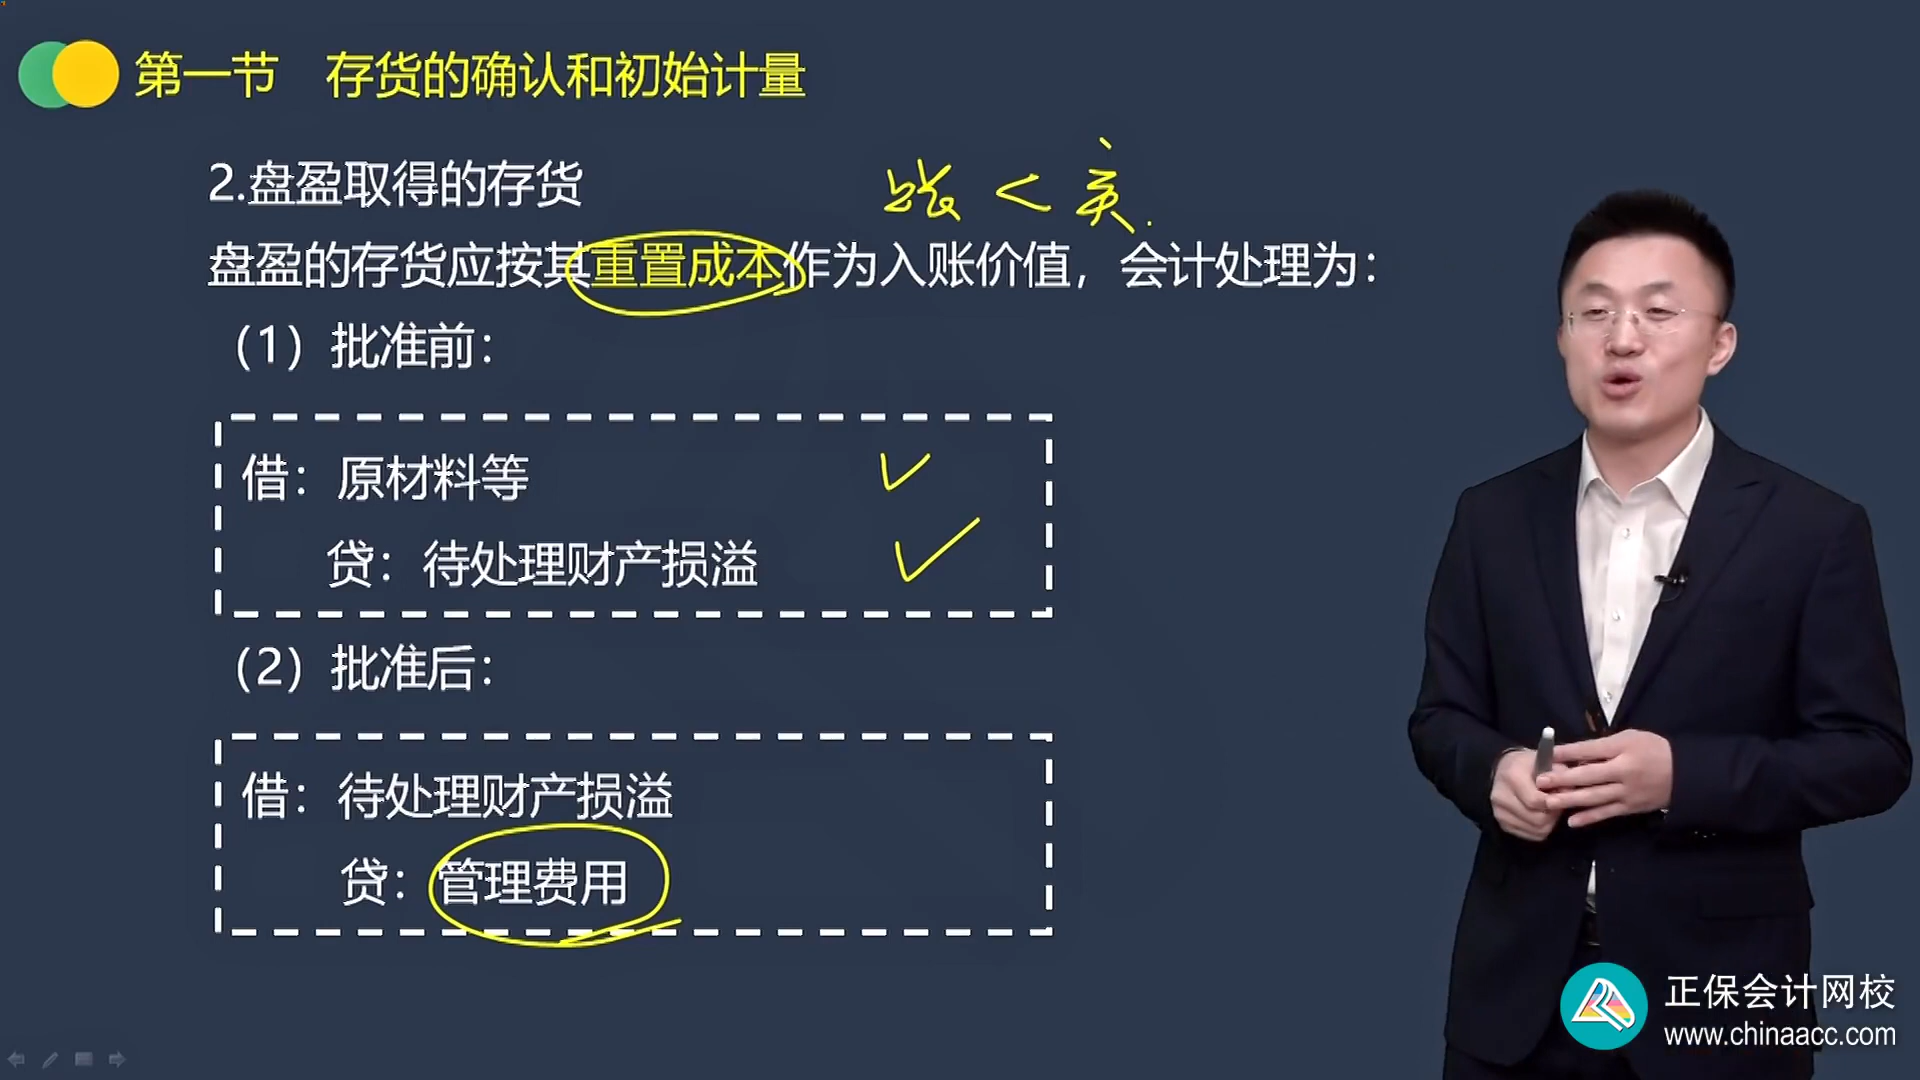 第一节 存货的确认和初始计量
2.盘盈取得的存货
账 < 实
盘盈的存货应按其重置成本作为入账价值，会计处理为：
（1）批准前：
借：原材料等
贷：待处理财产损溢
（2）批准后：
借：待处理财产损溢
贷：管理费用
正保会计网校
www.chinaacc.com